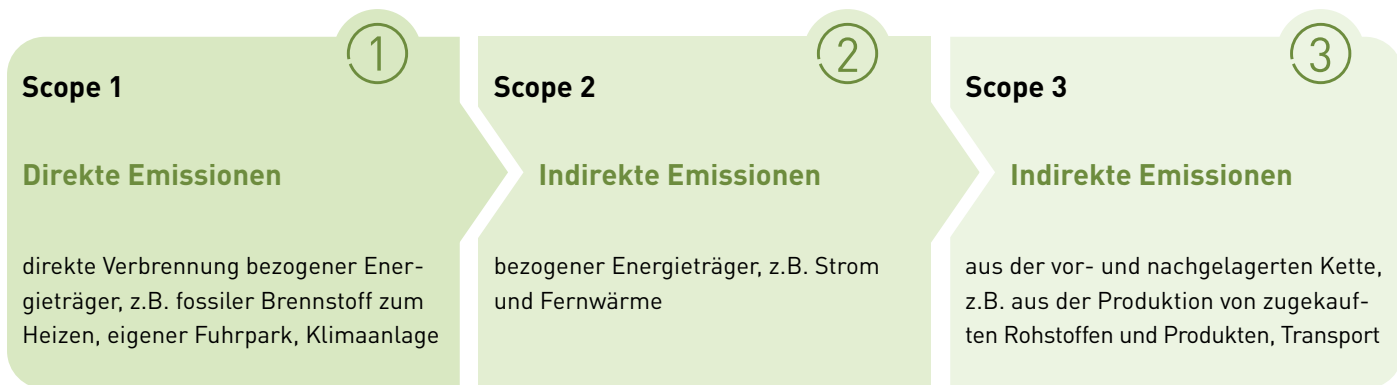 1
Scope 1
Direkte Emissionen
direkte Verbrennung bezogener Ener-
gieträger, z.B. fossiler Brennstoff zum
Heizen, eigener Fuhrpark, Klimaanlage
2
Scope 2
Indirekte Emissionen
bezogener Energieträger, z.B. Strom
und Fernwärme
3
Scope 3
Indirekte Emissionen
aus der vor- und nachgelagerten Kette,
z.B. aus der Produktion von zugekauf-
ten Rohstoffen und Produkten, Transport